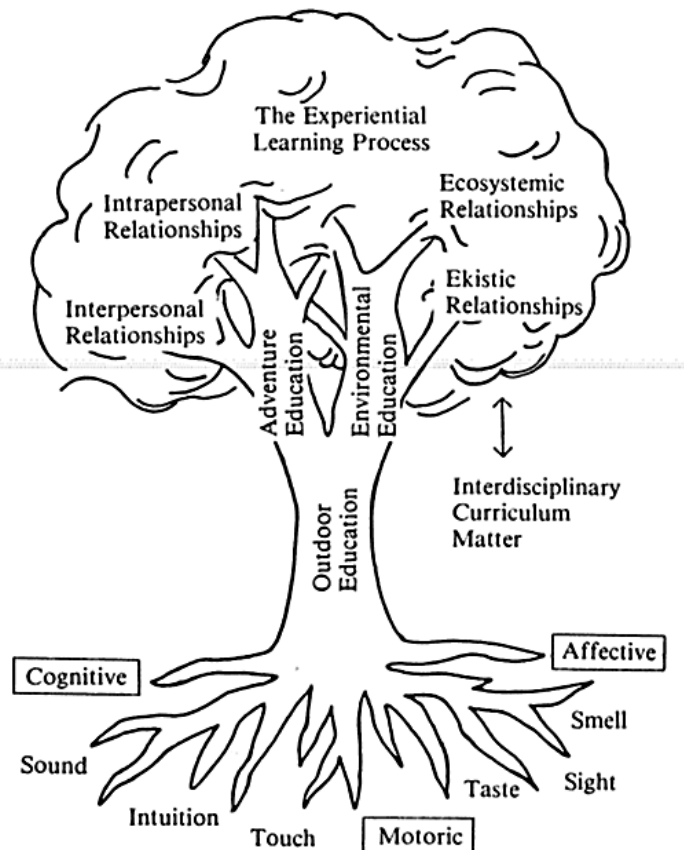 The Experiential
Learning Process
Intrapersonal
Relationships
Ecosystemic
Relationships
Interpersonal
Relationships
Ekistic
Relationships
Adventure
Education
Environmental
Education
Interdisciplinary
Curriculum
Matter
Outdoor
Education
Cognitive
Affective
Sound
Smell
Intuition
Taste
Sight
Touch
Motoric